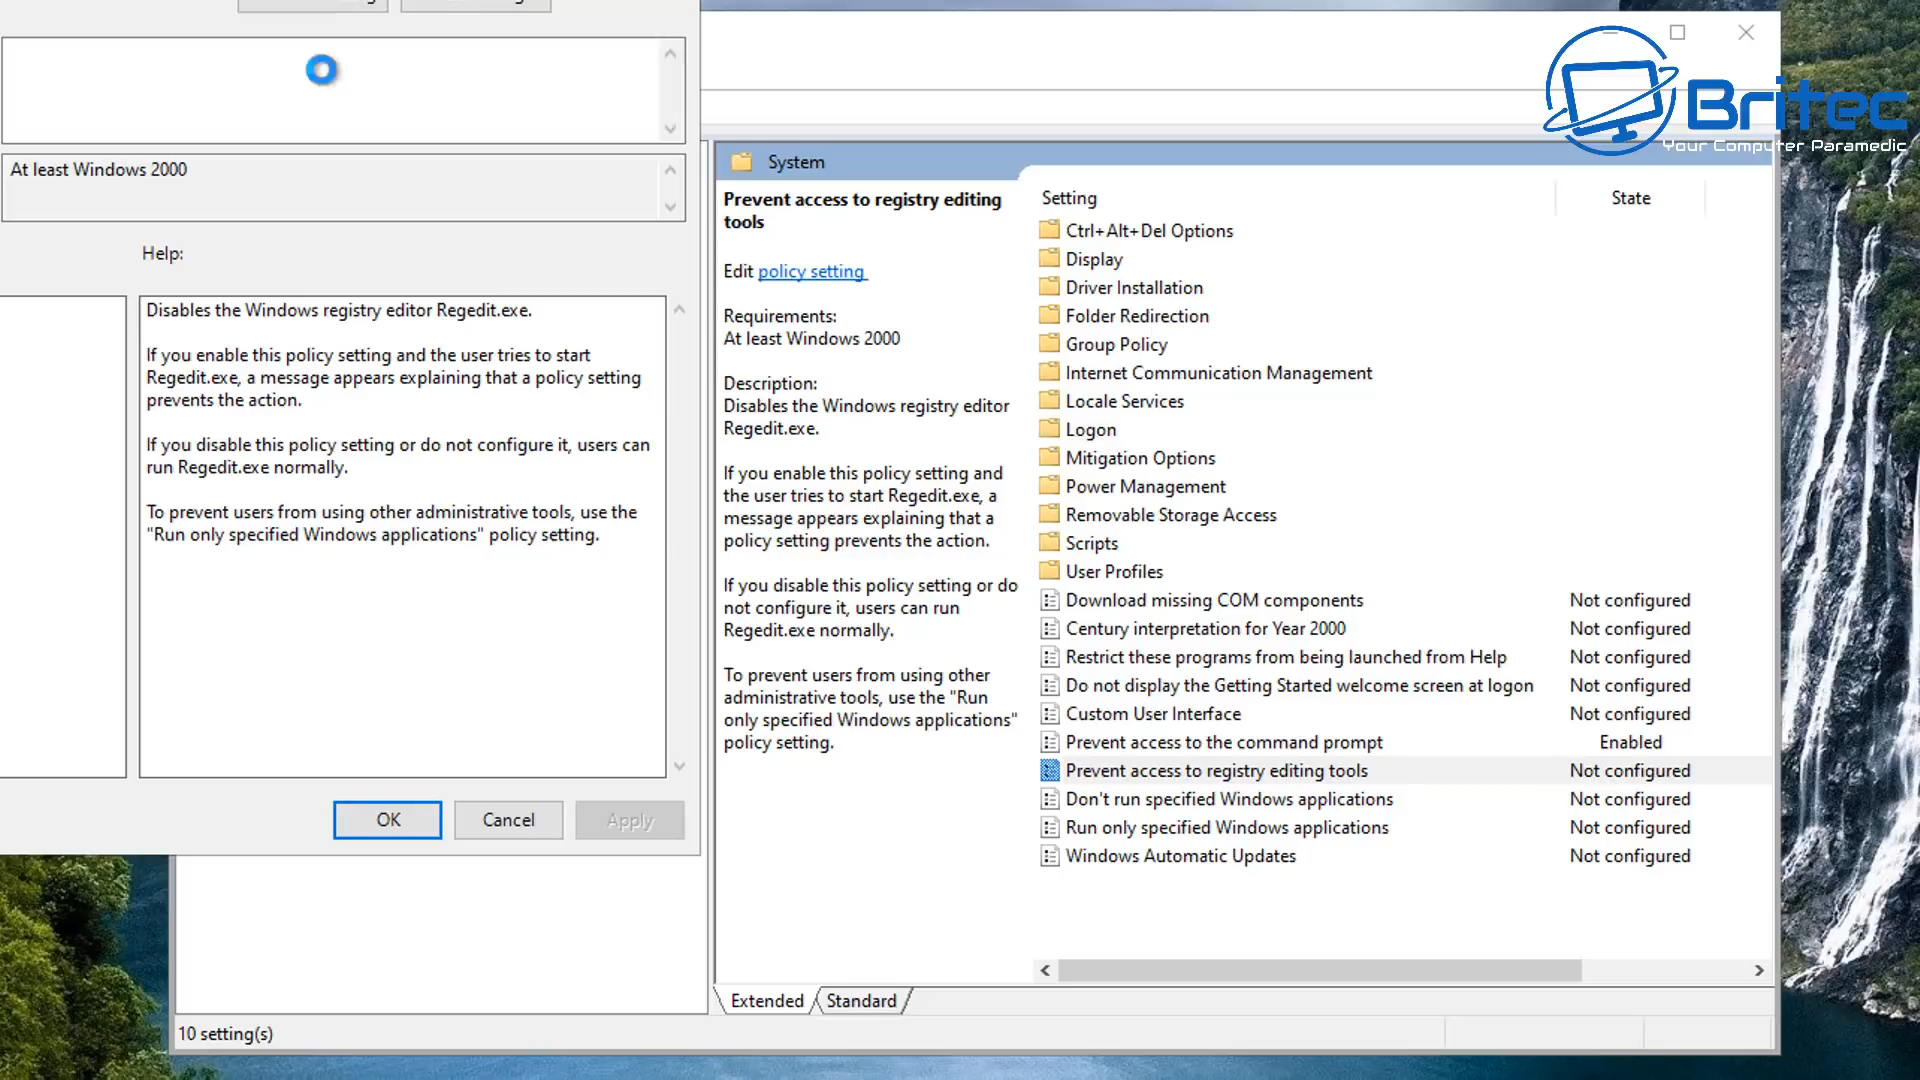 At least Windows 2000
Help:
Disables the Windows registry editor Regedit.exe.
If you enable this policy setting and the user tries to start
Regedit.exe, a message appears explaining that a policy setting
prevents the action.
If you disable this policy setting or do not configure it, users can
run Regedit.exe normally.
To prevent users from using other administrative tools, use the
"Run only specified Windows applications" policy setting.
OK
Cancel
Apply
Britec
Your Computer Paramedic
System
Prevent access to registry editing
tools
Edit policy setting
Requirements:
At least Windows 2000
Description:
Disables the Windows registry editor
Regedit.exe.
If you enable this policy setting and
the user tries to start Regedit.exe, a
message appears explaining that a
policy setting prevents the action.
If you disable this policy setting or do
not configure it, users can run
Regedit.exe normally.
To prevent users from using other
administrative tools, use the "Run
only specified Windows applications"
policy setting.
Setting State
Ctrl+Alt+Del Options
Display
Driver Installation
Folder Redirection
Group Policy
Internet Communication Management
Locale Services
Logon
Mitigation Options
Power Management
Removable Storage Access
Scripts
User Profiles
Download missing COM components Not configured
Century interpretation for Year 2000 Not configured
Restrict these programs from being launched from Help Not configured
Do not display the Getting Started welcome screen at logon Not configured
Custom User Interface Not configured
Prevent access to the command prompt Enabled
Prevent access to registry editing tools Not configured
Don't run specified Windows applications Not configured
Run only specified Windows applications Not configured
Windows Automatic Updates Not configured
Extended Standard
10 setting(s)